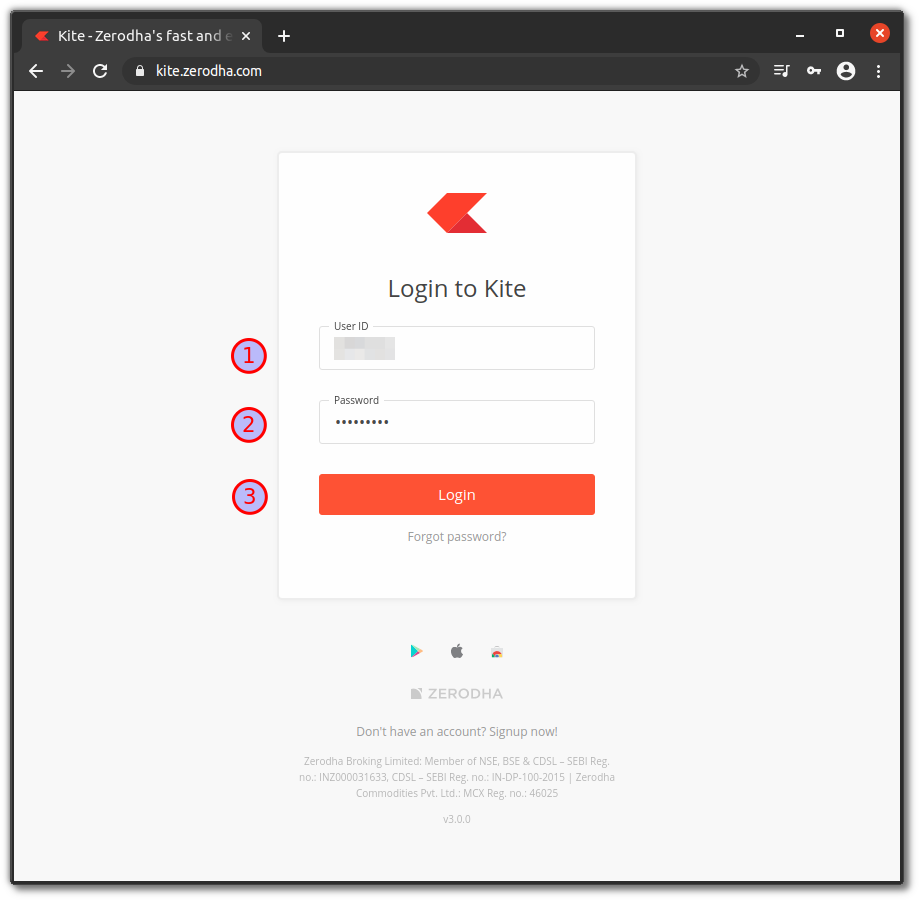 Kite - Zerodha's fast and e
kite.zerodha.com
Login to Kite
User ID
1
Password
•••••••••
2
3
Login
Forgot password?
ZERODHA
Don't have an account? Signup now!
Zerodha Broking Limited: Member of NSE, BSE & CDSL – SEBI Reg.
no.: INZ000031633, CDSL – SEBI Reg. no.: IN-DP-100-2015 | Zerodha
Commodities Pvt. Ltd.: MCX Reg. no.: 46025
v3.0.0